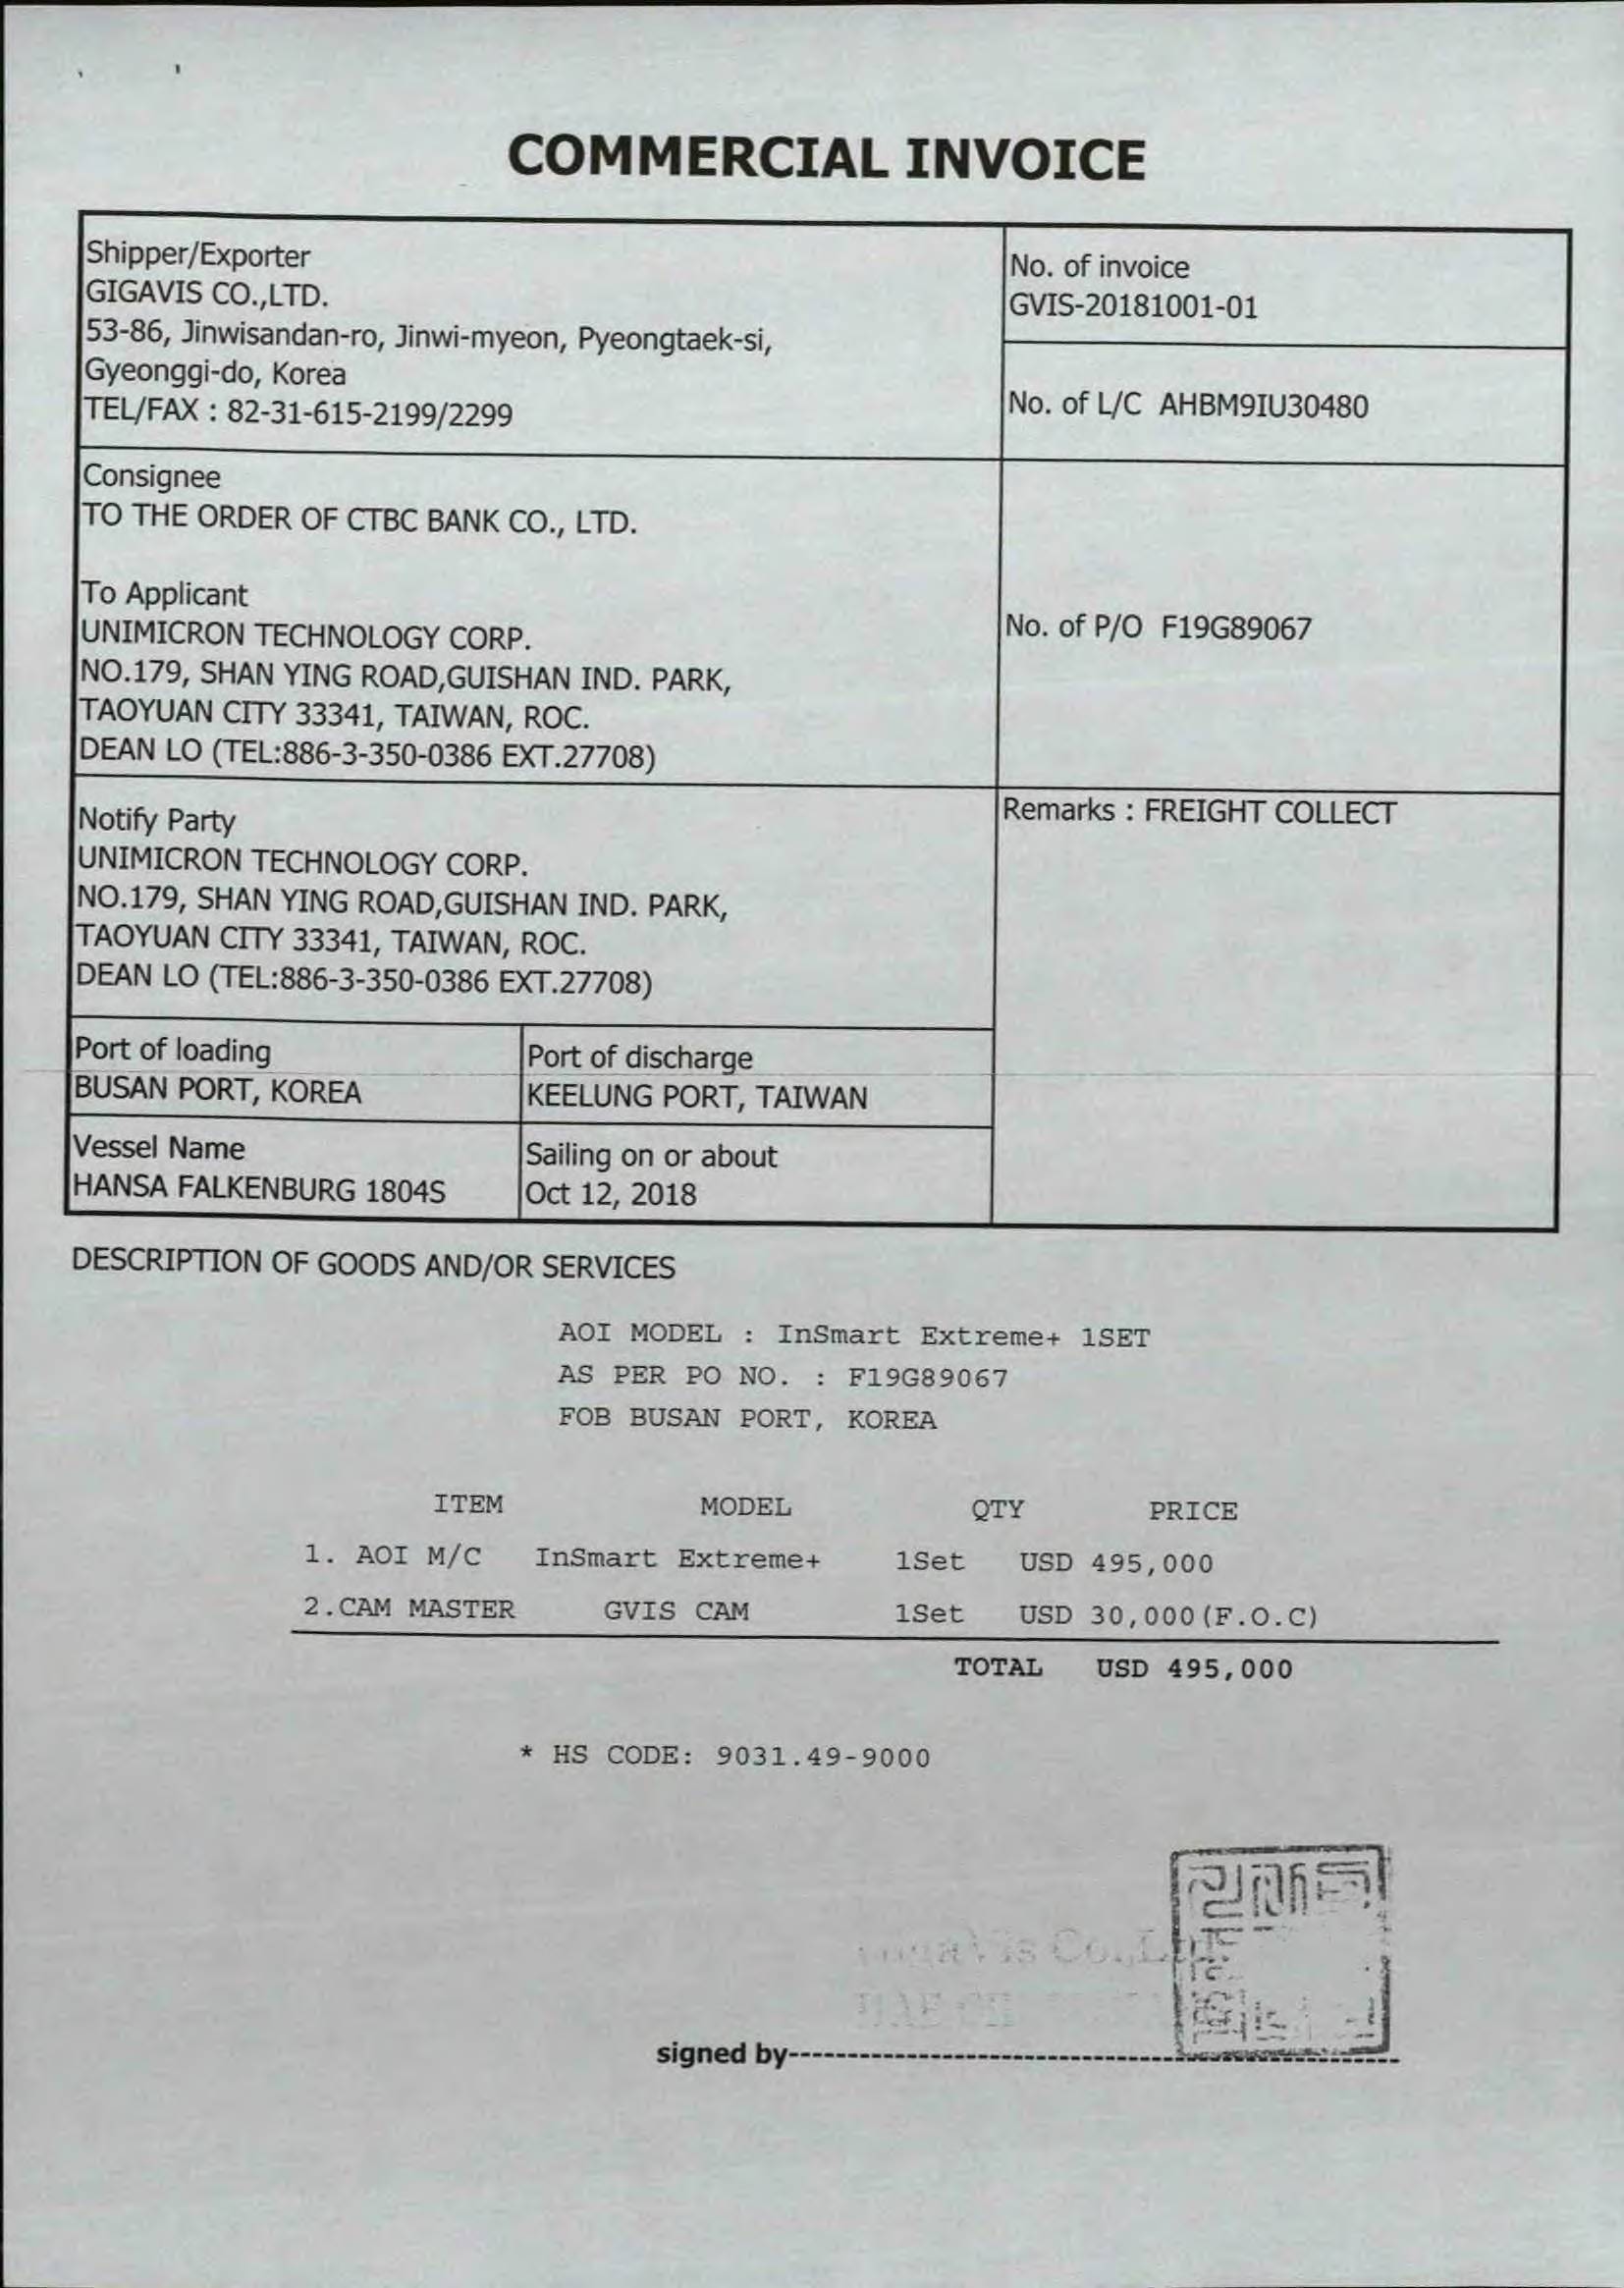 COMMERCIAL INVOICE
Shipper/Exporter
GIGAVIS CO.,LTD.
53-86, Jinwisandan-ro, Jinwi-myeon, Pyeongtaek-si,
Gyeonggi-do, Korea
TEL/FAX : 82-31-615-2199/2299
No. of invoice
GVIS-20181001-01
No. of L/C AHBM9IU30480
Consignee
TO THE ORDER OF CTBC BANK CO., LTD.
To Applicant
UNIMICRON TECHNOLOGY CORP.
NO.179, SHAN YING ROAD,GUISHAN IND. PARK,
TAOYUAN CITY 33341, TAIWAN, ROC.
DEAN LO (TEL:886-3-350-0386 EXT.27708)
No. of P/O F19G89067
Notify Party
UNIMICRON TECHNOLOGY CORP.
NO.179, SHAN YING ROAD,GUISHAN IND. PARK,
TAOYUAN CITY 33341, TAIWAN, ROC.
DEAN LO (TEL:886-3-350-0386 EXT.27708)
Remarks : FREIGHT COLLECT
Port of loading
BUSAN PORT, KOREA
Port of discharge
KEELUNG PORT, TAIWAN
Vessel Name
HANSA FALKENBURG 1804S
Sailing on or about
Oct 12, 2018
DESCRIPTION OF GOODS AND/OR SERVICES
AOI MODEL : InSmart Extreme+ 1SET
AS PER PO NO. : F19G89067
FOB BUSAN PORT, KOREA
ITEM MODEL QTY PRICE
1. AOI M/C InSmart Extreme+ 1Set USD 495,000
2.CAM MASTER GVIS CAM 1Set USD 30,000(F.O.C)
TOTAL USD 495,000
* HS CODE: 9031.49-9000
Co.,Lt
signed by